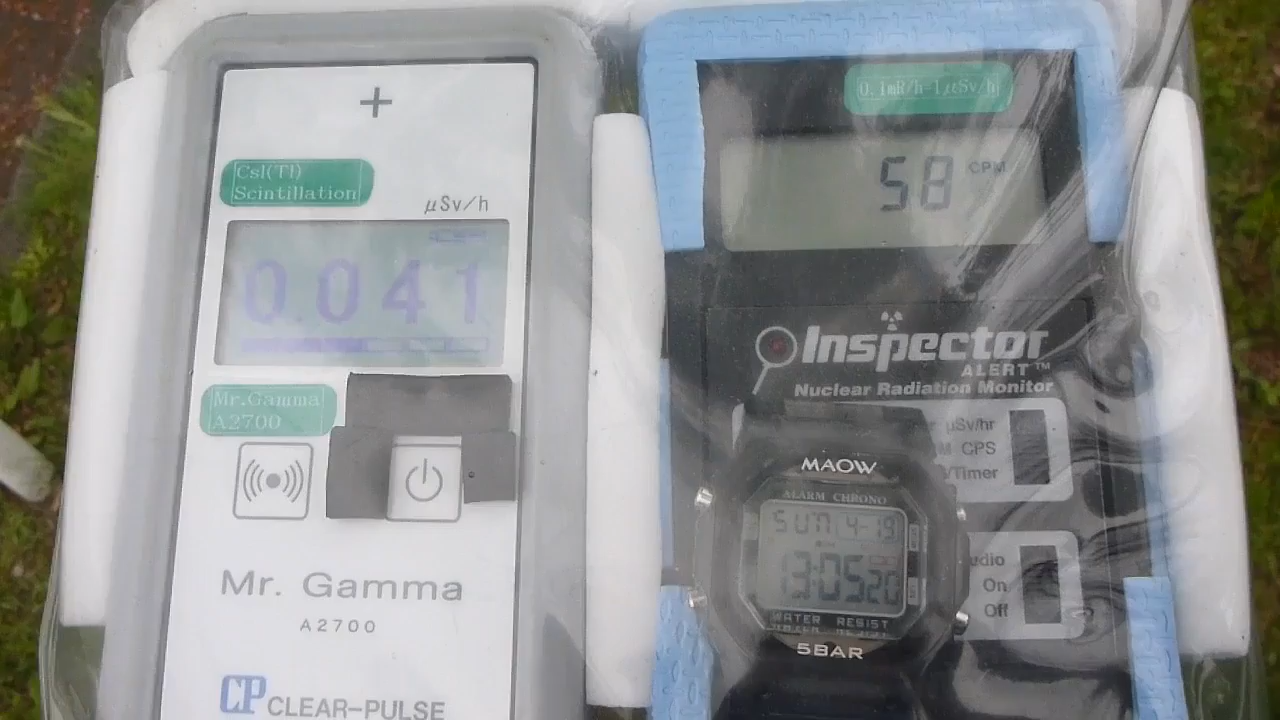 +
CsI(Tl)
Scintillation
μSv/h
0.041
Mr.Gamma
A2700
Mr. Gamma
A2700
CP CLEAR-PULSE
0.1mR/h=1μSv/h
58 CPM
Inspector
ALERT™
Nuclear Radiation Monitor
μSv/hr
CPS
/Timer
On
Off
MAOW
ALARM CHRONO
SUN 4-19
13:05 20
WATER RESIST
5BAR